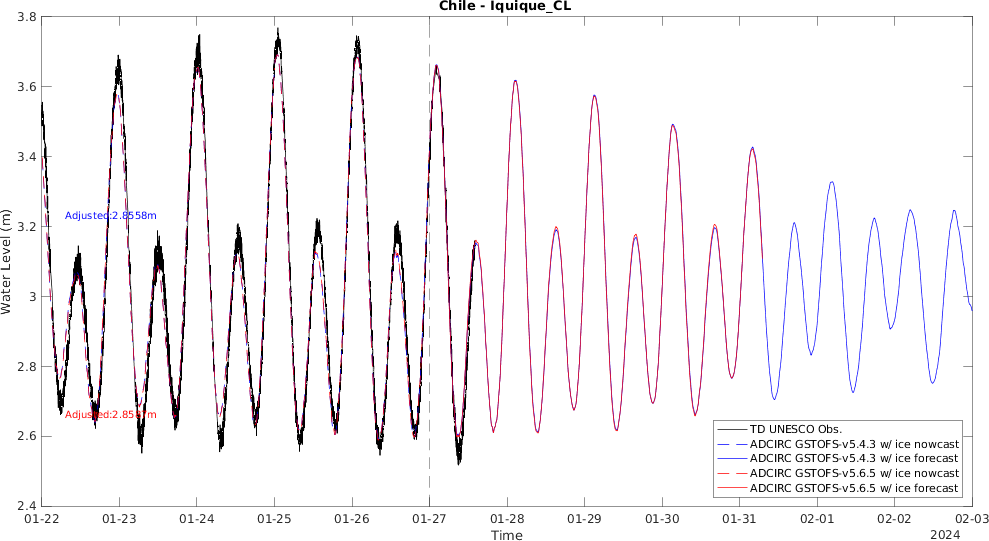 Chile - Iquique_CL
3.8
3.6
3.4
3.2
3
2.8
2.6
2.4
Water Level (m)
Adjusted:2.8558m
01-22 01-23 01-24 01-25 01-26 01-27 01-28 01-29 01-30 01-31 02-01 02-02 02-03
2024
Time
TD UNESCO Obs.
ADCIRC GSTOFS-v5.4.3 w/ ice nowcast
ADCIRC GSTOFS-v5.4.3 w/ ice forecast
ADCIRC GSTOFS-v5.6.5 w/ ice nowcast
ADCIRC GSTOFS-v5.6.5 w/ ice forecast